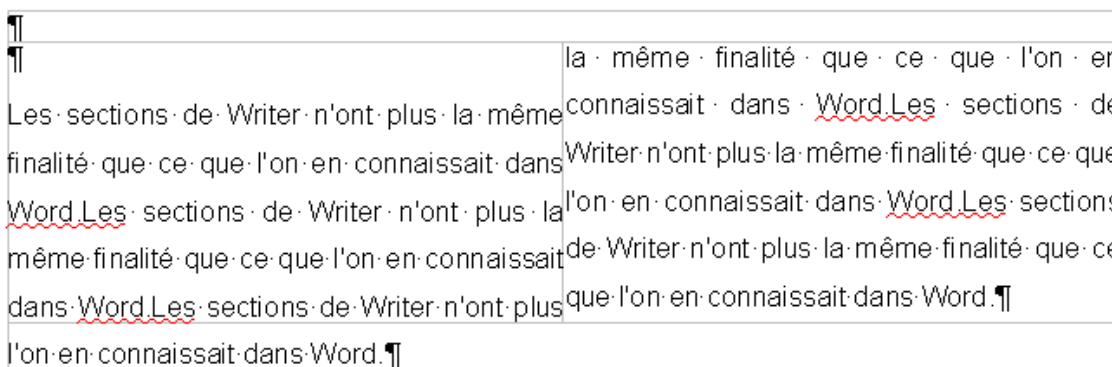 ¶
¶
Les sections de Writer n'ont plus la même
finalité que ce que l'on en connaissait dans
Word.Les sections de Writer n'ont plus la
même finalité que ce que l'on en connaissait
dans Word.Les sections de Writer n'ont plus
la même finalité que ce que l'on en
connaissait dans Word.Les sections de
Writer n'ont plus la même finalité que ce que
l'on en connaissait dans Word.Les sections
de Writer n'ont plus la même finalité que ce
que l'on en connaissait dans Word.¶
l'on en connaissait dans Word.¶